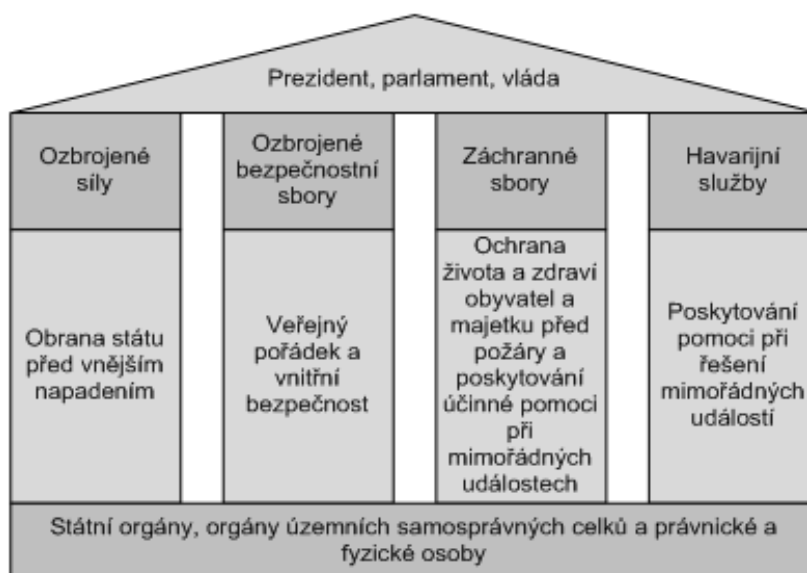 Prezident, parlament, vláda
Ozbrojené
síly
Ozbrojené
bezpečnostní
sbory
Záchranné
sbory
Havarijní
služby
Obrana státu
před vnějším
napadením
Veřejný
pořádek a
vnitřní
bezpečnost
Ochrana
života a zdraví
obyvatel a
majetku před
požáry a
poskytování
účinné pomoci
při
mimořádných
událostech
Poskytování
pomoci při
řešení
mimořádných
událostí
Státní orgány, orgány územních samosprávných celků a právnické a
fyzické osoby